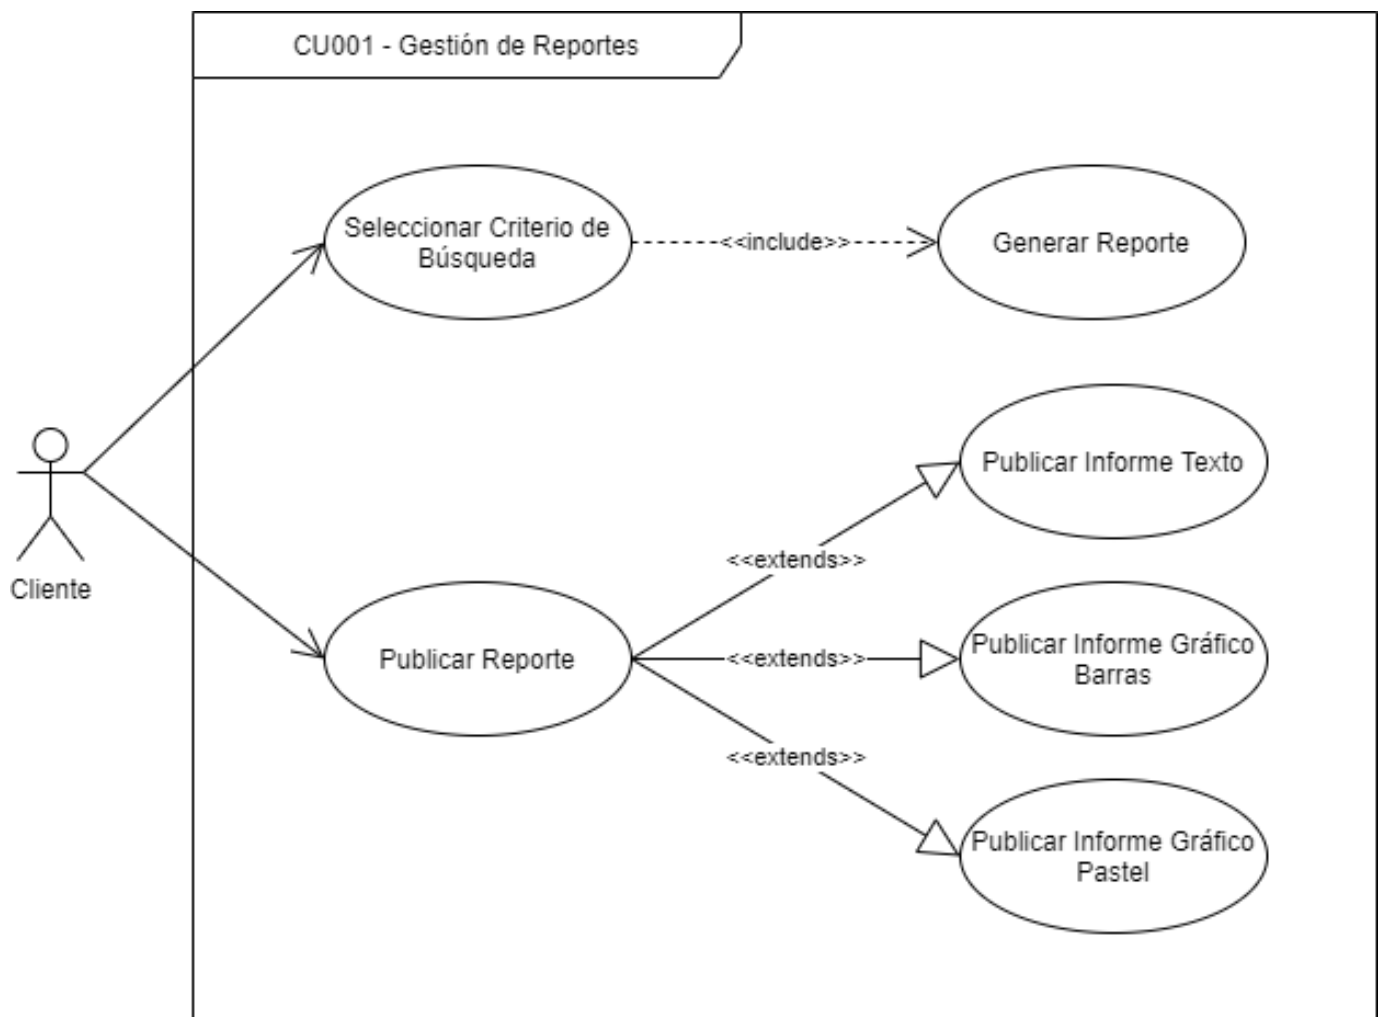 CU001 - Gestión de Reportes
Seleccionar Criterio de
Búsqueda
<<include>>
Generar Reporte
Publicar Informe Texto
<<extends>>
Cliente
Publicar Reporte
<<extends>>
Publicar Informe Gráfico
Barras
<<extends>>
Publicar Informe Gráfico
Pastel